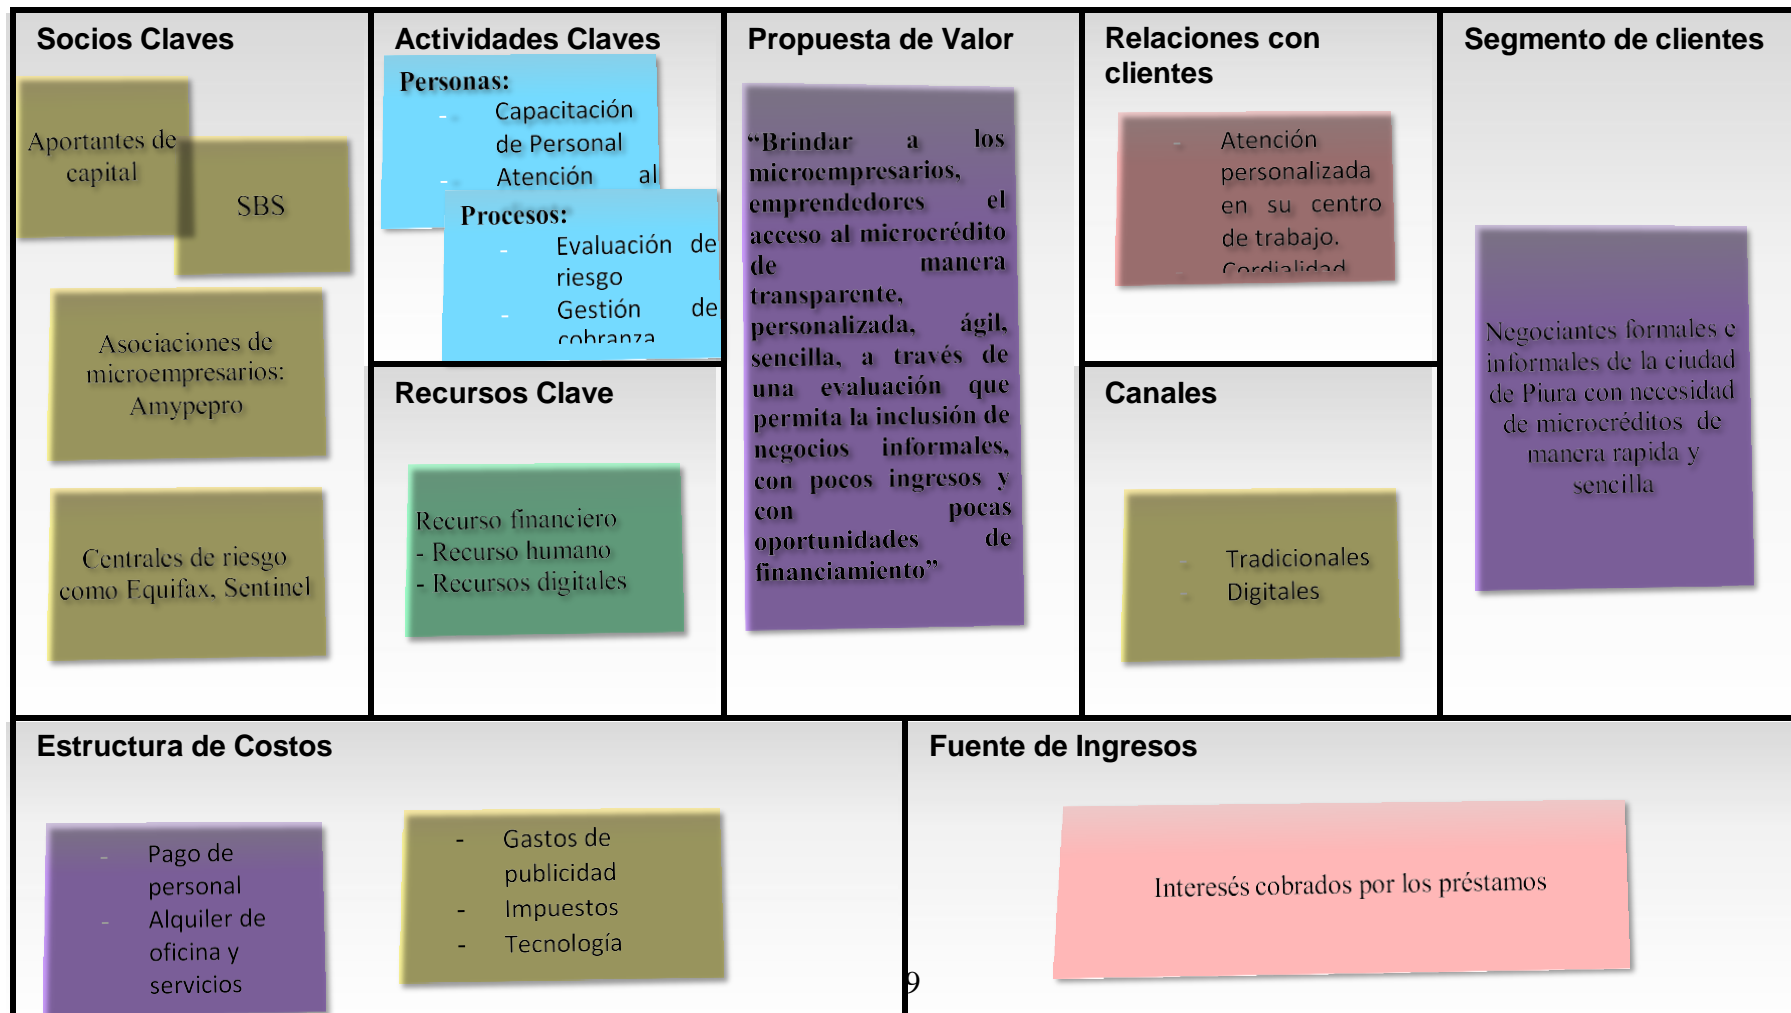 Socios Claves
Aportantes de
capital
SBS
Asociaciones de
microempresarios:
Amypepro
Centrales de riesgo
como Equifax, Sentinel
Actividades Claves
Personas:
- Capacitación
de Personal
- Atención al
Procesos:
- Evaluación de
riesgo
- Gestión de
cobranza
Recursos Clave
Recurso financiero
- Recurso humano
- Recursos digitales
Propuesta de Valor
“Brindar a los
microempresarios,
emprendedores el
acceso al microcrédito
de manera
transparente,
personalizada, ágil,
sencilla, a través de
una evaluación que
permita la inclusión de
negocios informales,
con pocos ingresos y
con pocas
oportunidades de
financiamiento”
Relaciones con
clientes
- Atención
personalizada
en su centro
de trabajo.
- Cordialidad
Canales
- Tradicionales
- Digitales
Segmento de clientes
Negociantes formales e
informales de la ciudad
de Piura con necesidad
de microcréditos de
manera rapida y
sencilla
Estructura de Costos
- Pago de
personal
- Alquiler de
oficina y
servicios
- Gastos de
publicidad
- Impuestos
- Tecnología
Fuente de Ingresos
Interesés cobrados por los préstamos
9